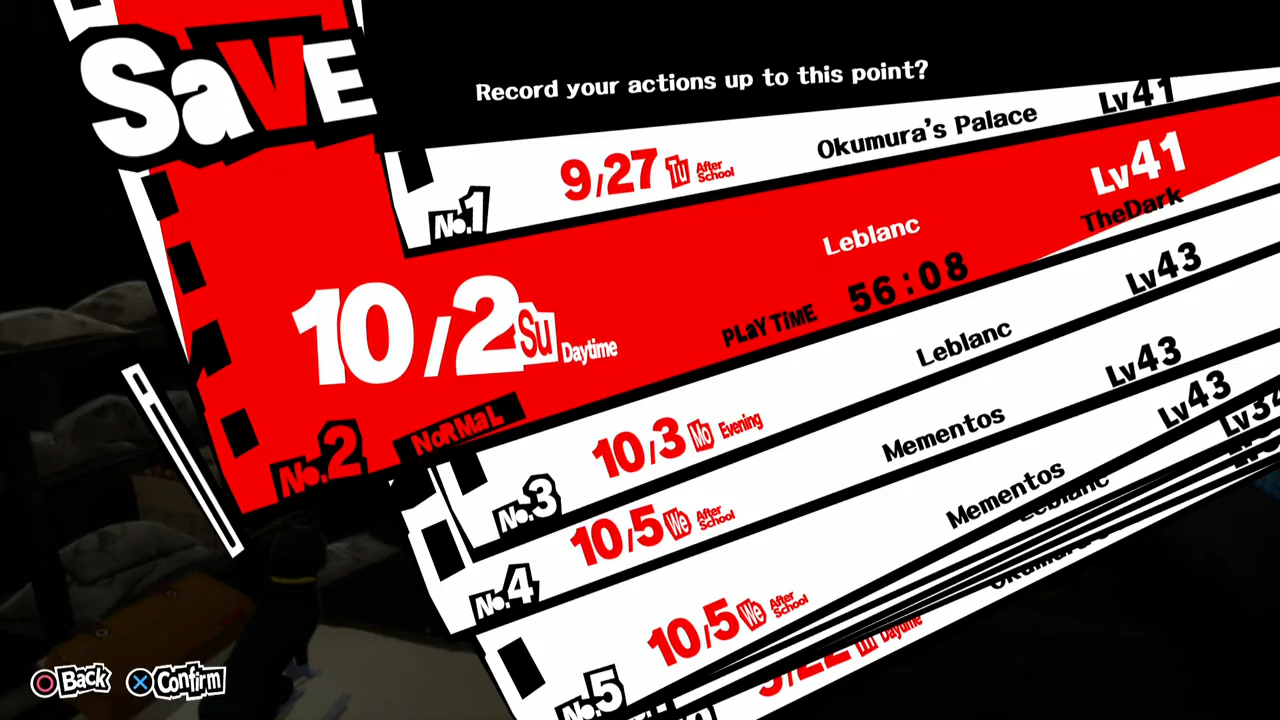 SaVE
Record your actions up to this point?
No.1 9/27 Tu After School Okumura's Palace Lv41
No.2 10/2 Su Daytime Leblanc Lv41
NoRMaL PLaY TiME 56:08 TheDark
No.3 10/3 Mo Evening Leblanc Lv43
No.4 10/5 We After School Mementos Lv43
No.5 10/5 We After School Mementos Lv43
Leblanc
Daytime
Back Confirm